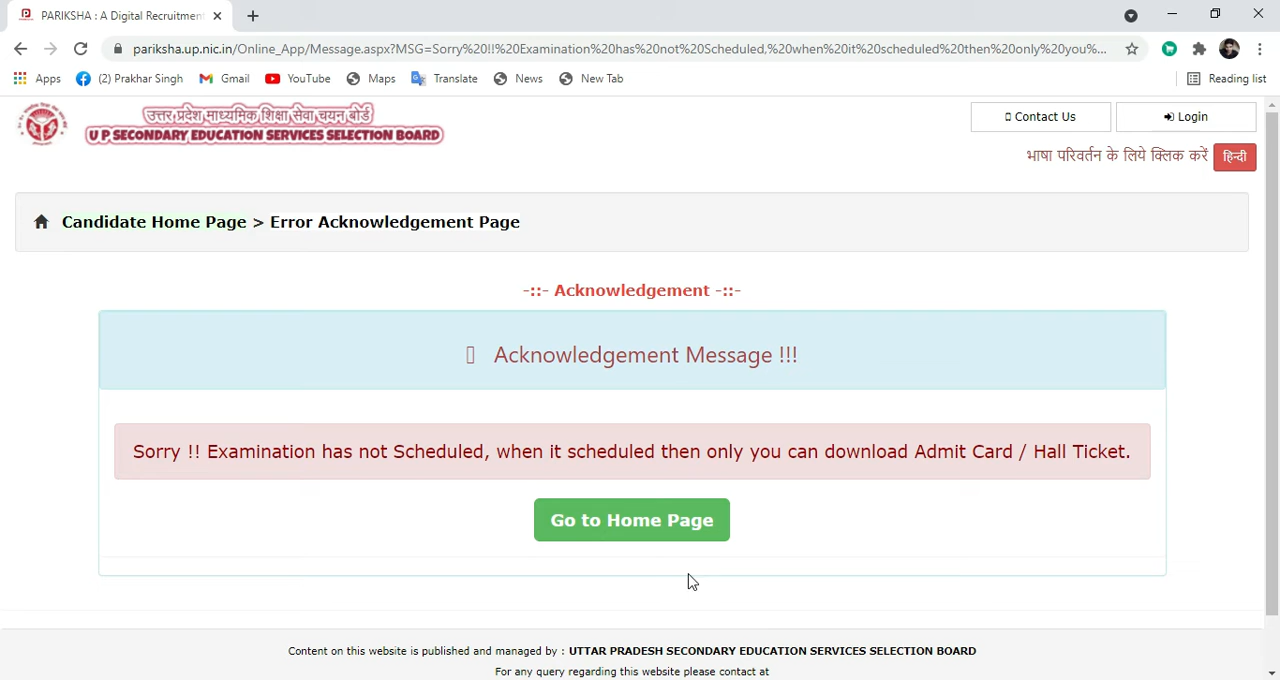 PARIKSHA : A Digital Recruitment
pariksha.up.nic.in/Online_App/Message.aspx?MSG=Sorry%20!!%20Examination%20has%20not%20Scheduled,%20when%20it%20scheduled%20then%20only%20you%...
Apps
(2) Prakhar Singh
Gmail
YouTube
Maps
Translate
News
New Tab
Reading list
उत्तर प्रदेश माध्यमिक शिक्षा सेवा चयन बोर्ड
U P SECONDARY EDUCATION SERVICES SELECTION BOARD
Contact Us
Login
भाषा परिवर्तन के लिये क्लिक करें हिन्दी
Candidate Home Page > Error Acknowledgement Page
-::- Acknowledgement -::-
Acknowledgement Message !!!
Sorry !! Examination has not Scheduled, when it scheduled then only you can download Admit Card / Hall Ticket.
Go to Home Page
Content on this website is published and managed by : UTTAR PRADESH SECONDARY EDUCATION SERVICES SELECTION BOARD
For any query regarding this website please contact at